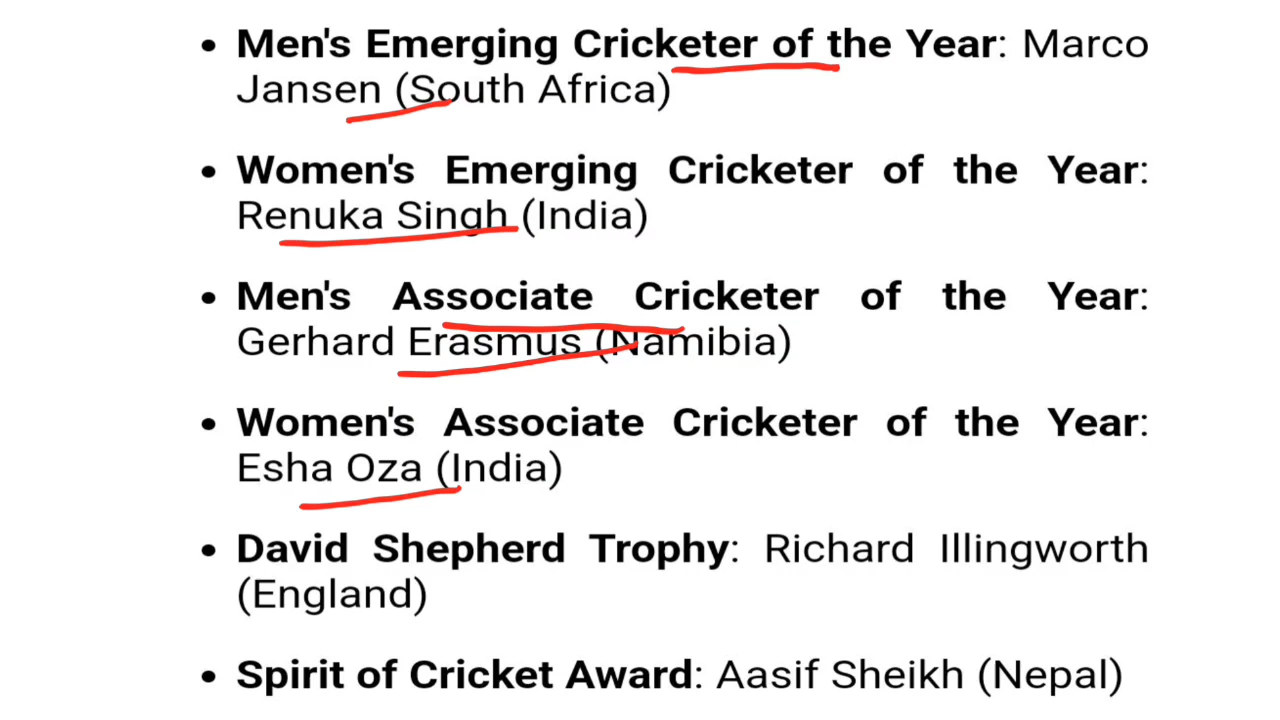 • Men's Emerging Cricketer of the Year: Marco
Jansen (South Africa)
• Women's Emerging Cricketer of the Year:
Renuka Singh (India)
• Men's Associate Cricketer of the Year:
Gerhard Erasmus (Namibia)
• Women's Associate Cricketer of the Year:
Esha Oza (India)
• David Shepherd Trophy: Richard Illingworth
(England)
• Spirit of Cricket Award: Aasif Sheikh (Nepal)